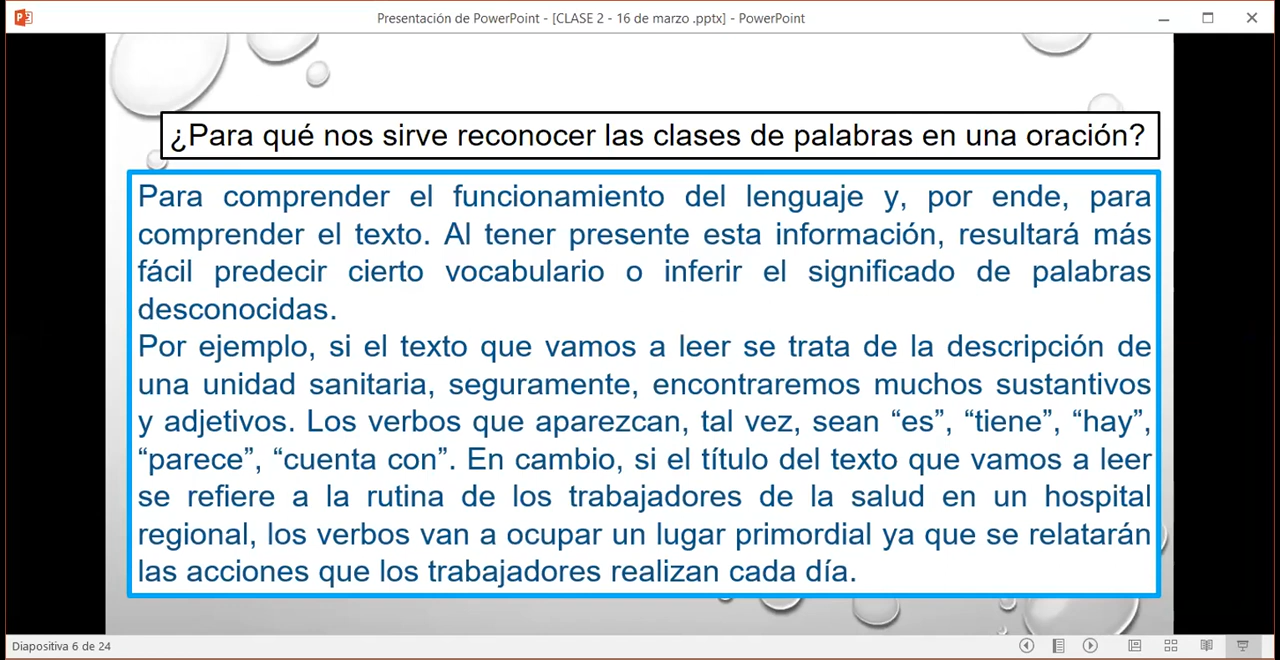 Presentación de PowerPoint - [CLASE 2 - 16 de marzo .pptx] - PowerPoint
¿Para qué nos sirve reconocer las clases de palabras en una oración?
Para comprender el funcionamiento del lenguaje y, por ende, para
comprender el texto. Al tener presente esta información, resultará más
fácil predecir cierto vocabulario o inferir el significado de palabras
desconocidas.
Por ejemplo, si el texto que vamos a leer se trata de la descripción de
una unidad sanitaria, seguramente, encontraremos muchos sustantivos
y adjetivos. Los verbos que aparezcan, tal vez, sean “es”, “tiene”, “hay”,
“parece”, “cuenta con”. En cambio, si el título del texto que vamos a leer
se refiere a la rutina de los trabajadores de la salud en un hospital
regional, los verbos van a ocupar un lugar primordial ya que se relatarán
las acciones que los trabajadores realizan cada día.
Diapositiva 6 de 24